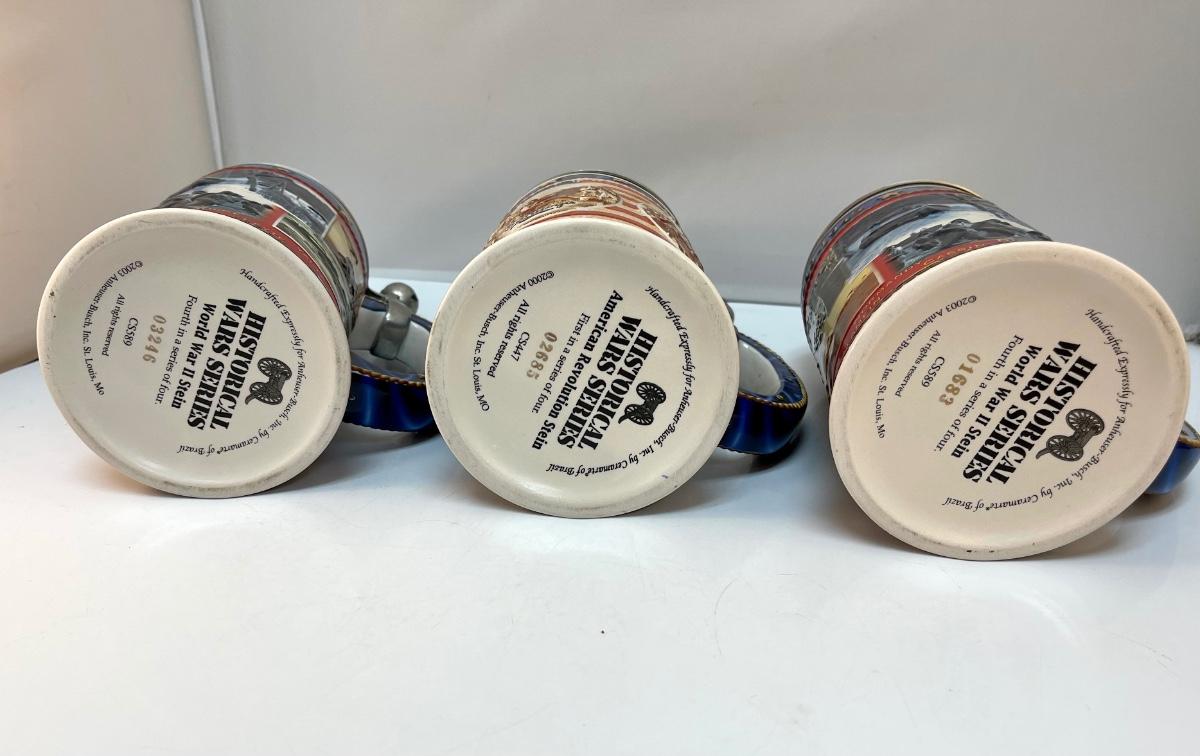 Handcrafted Expressly for Anheuser-Busch, Inc. by Ceramarte® of Brazil
HISTORICAL
WARS SERIES
World War II Stein
Fourth in a series of four.
03246
CS589
All rights reserved
©2003 Anheuser-Busch, Inc. St. Louis, Mo
Handcrafted Expressly for Anheuser-Busch, Inc. by Ceramarte® of Brazil
HISTORICAL
WARS SERIES
American Revolution Stein
First in a series of four.
02685
CS447
All rights reserved
©2000 Anheuser-Busch, Inc. St. Louis, MO
Handcrafted Expressly for Anheuser-Busch, Inc. by Ceramarte® of Brazil
HISTORICAL
WARS SERIES
World War II Stein
Fourth in a series of four.
01683
CS589
All rights reserved
©2003 Anheuser-Busch, Inc. St. Louis, Mo